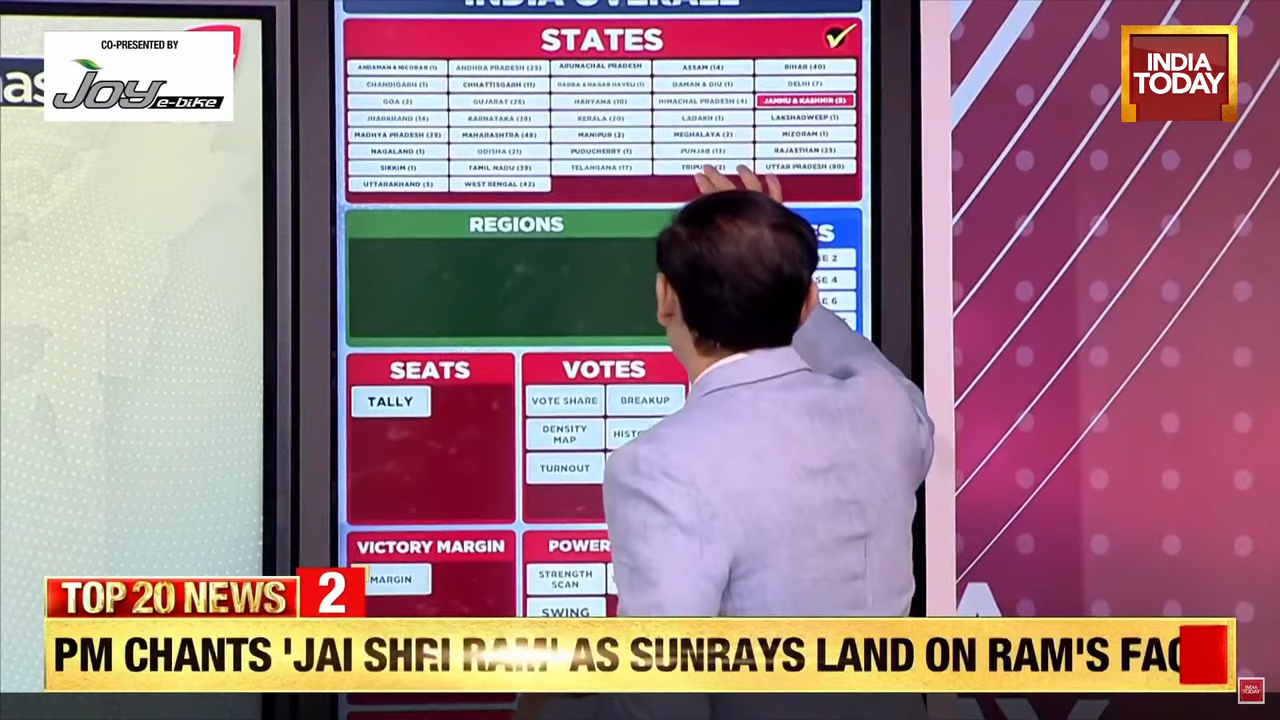 INDIA OVERALL
CO-PRESENTED BY
Joy e-bike
STATES
INDIA TODAY
ANDAMAN & NICOBAR (1) ANDHRA PRADESH (25) ARUNACHAL PRADESH ASSAM (14) BIHAR (40)
CHANDIGARH (1) CHHATTISGARH (11) DADRA & NAGAR HAVELI (1) DAMAN & DIU (1) DELHI (7)
GOA (2) GUJARAT (26) HARYANA (10) HIMACHAL PRADESH (4) JAMMU & KASHMIR (5)
JHARKHAND (14) KARNATAKA (28) KERALA (20) LADAKH (1) LAKSHADWEEP (1)
MADHYA PRADESH (29) MAHARASHTRA (48) MANIPUR (2) MEGHALAYA (2) MIZORAM (1)
NAGALAND (1) ODISHA (21) PUDUCHERRY (1) PUNJAB (13) RAJASTHAN (25)
SIKKIM (1) TAMIL NADU (39) TELANGANA (17) UTTAR PRADESH (80)
UTTARAKHAND (5) WEST BENGAL (42)
REGIONS
SEATS VOTES
TALLY VOTE SHARE BREAKUP
DENSITY MAP
TURNOUT
VICTORY MARGIN POWER
MARGIN STRENGTH SCAN
SWING
TOP 20 NEWS 2
PM CHANTS 'JAI SHRI RAM' AS SUNRAYS LAND ON RAM'S FAC
INDIA TODAY